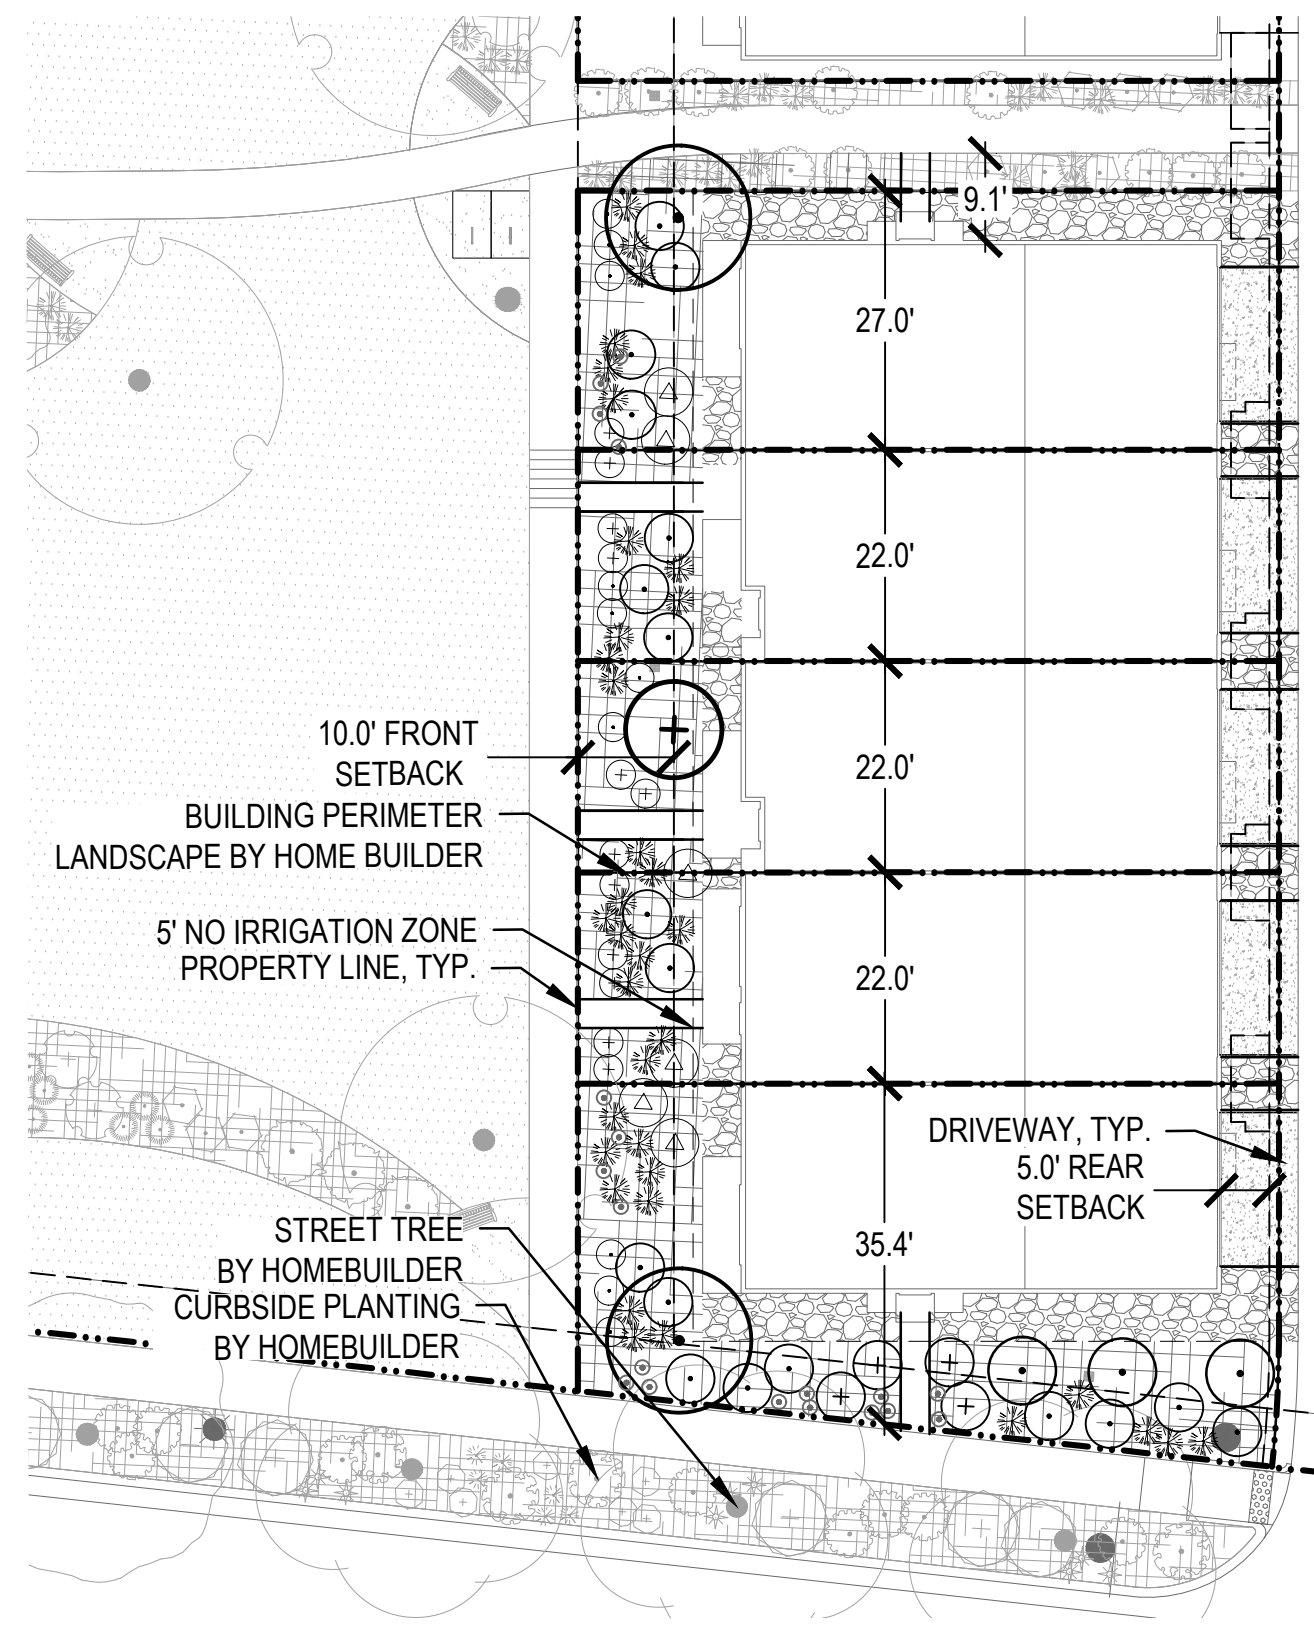 9.1'
27.0'
22.0'
10.0' FRONT
SETBACK
22.0'
BUILDING PERIMETER
LANDSCAPE BY HOME BUILDER
5' NO IRRIGATION ZONE
PROPERTY LINE, TYP.
22.0'
DRIVEWAY, TYP.
5.0' REAR
SETBACK
STREET TREE
BY HOMEBUILDER
35.4'
CURBSIDE PLANTING
BY HOMEBUILDER